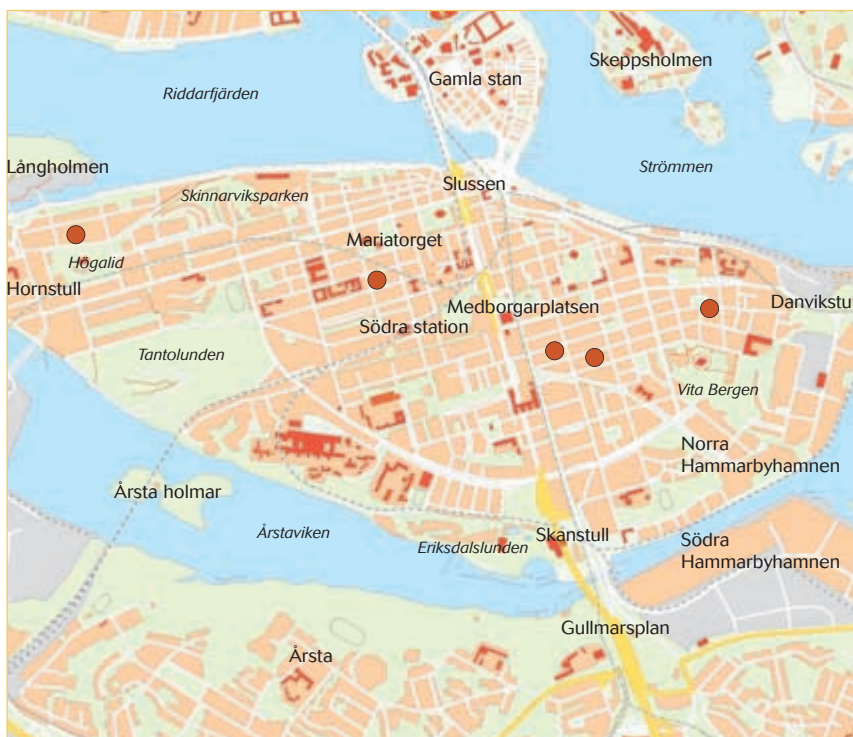 Gamla stan
Skeppsholmen
Riddarfjärden
Långholmen
Strömmen
Skinnarviksparken
Slussen
Mariatorget
Högalid
Hornstull
Medborgarplatsen
Danvikstu
Södra station
Tantolunden
Vita Bergen
Norra
Hammarbyhamnen
Årsta holmar
Årstaviken
Eriksdalslunden
Skanstull
Södra
Hammarbyhamnen
Gullmarsplan
Årsta